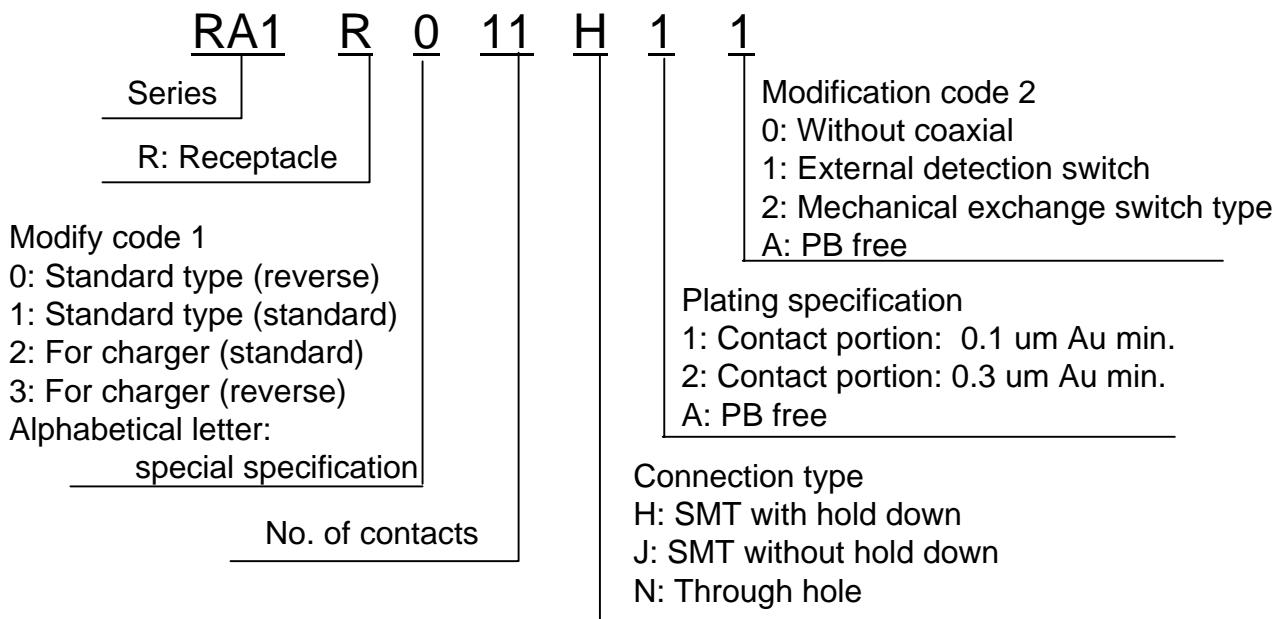 RA1 R 0 11 H 1 1
Series
R: Receptacle
Modify code 1
0: Standard type (reverse)
1: Standard type (standard)
2: For charger (standard)
3: For charger (reverse)
Alphabetical letter:
special specification
No. of contacts
Modification code 2
0: Without coaxial
1: External detection switch
2: Mechanical exchange switch type
A: PB free
Plating specification
1: Contact portion: 0.1 um Au min.
2: Contact portion: 0.3 um Au min.
A: PB free
Connection type
H: SMT with hold down
J: SMT without hold down
N: Through hole